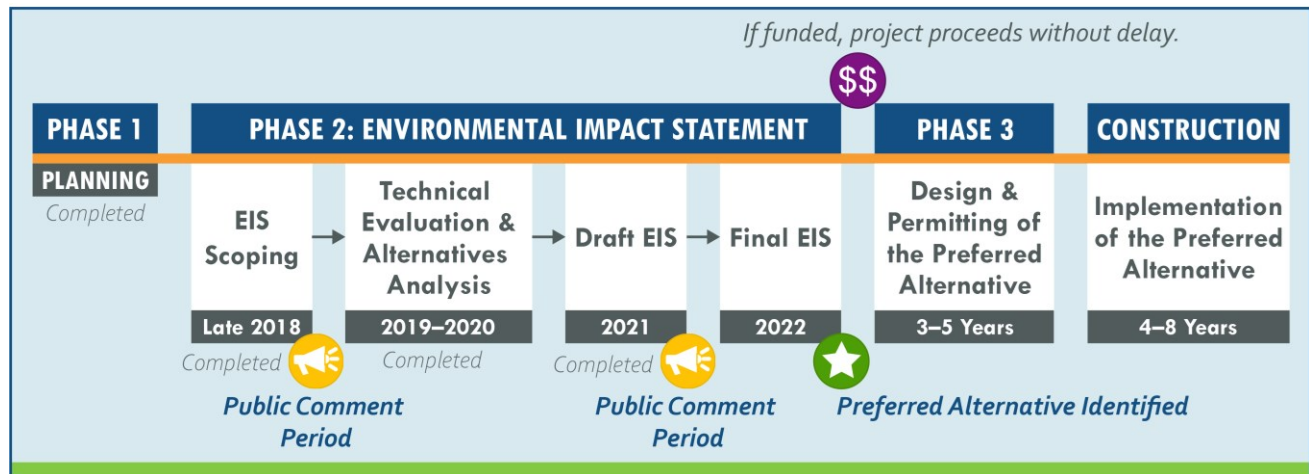 If funded, project proceeds without delay.
$$
PHASE 1
PHASE 2: ENVIRONMENTAL IMPACT STATEMENT
PHASE 3
CONSTRUCTION
PLANNING
Completed
EIS
Scoping
Late 2018
Completed
Public Comment
Period
Technical
Evaluation &
Alternatives
Analysis
2019–2020
Completed
Draft EIS
2021
Completed
Public Comment
Period
Final EIS
2022
Preferred Alternative Identified
Design &
Permitting of
the Preferred
Alternative
3–5 Years
Implementation
of the Preferred
Alternative
4–8 Years